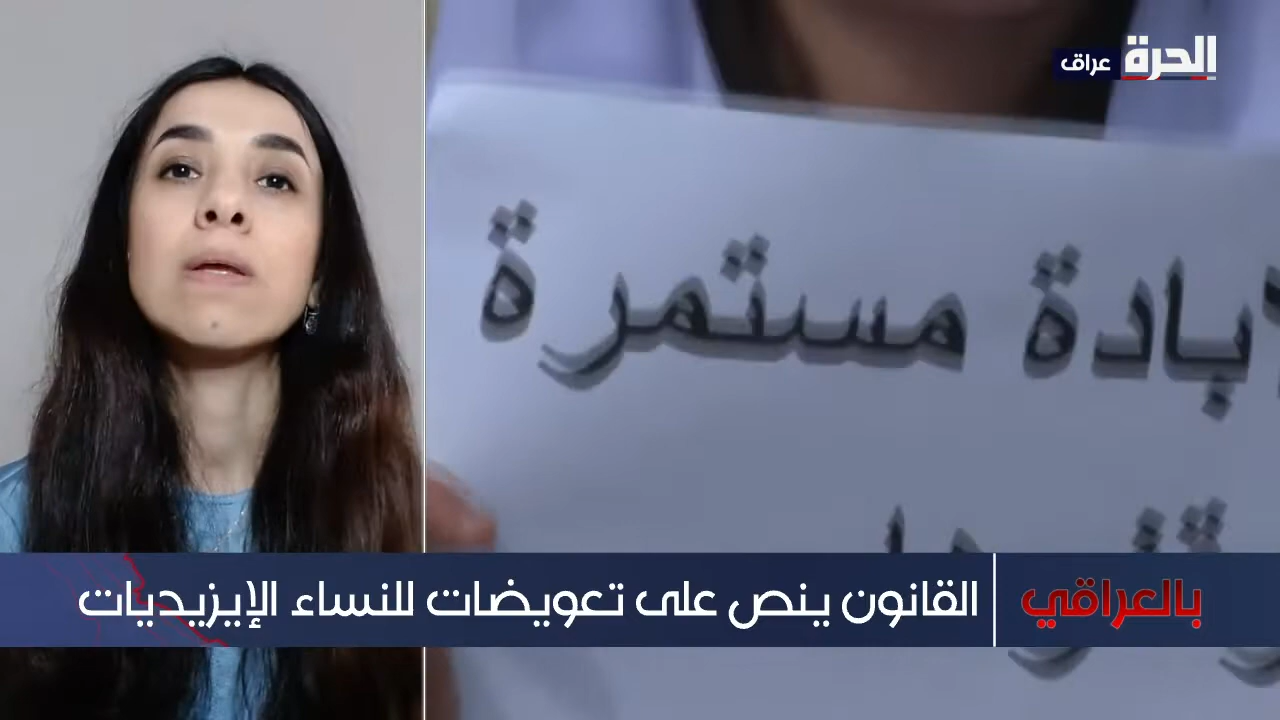 الحرة
عراق
إبادة مستمرة
بالعراقي
القانون ينص على تعويضات للنساء الإيزيديات